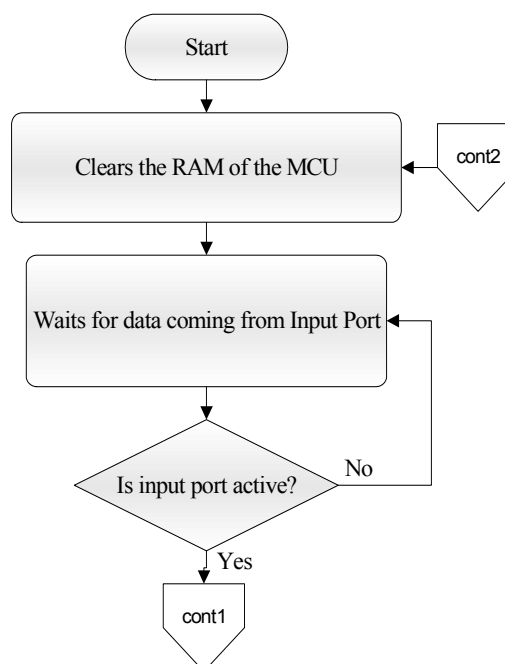 Start
Clears the RAM of the MCU
cont2
Waits for data coming from Input Port
Is input port active?
No
Yes
cont1